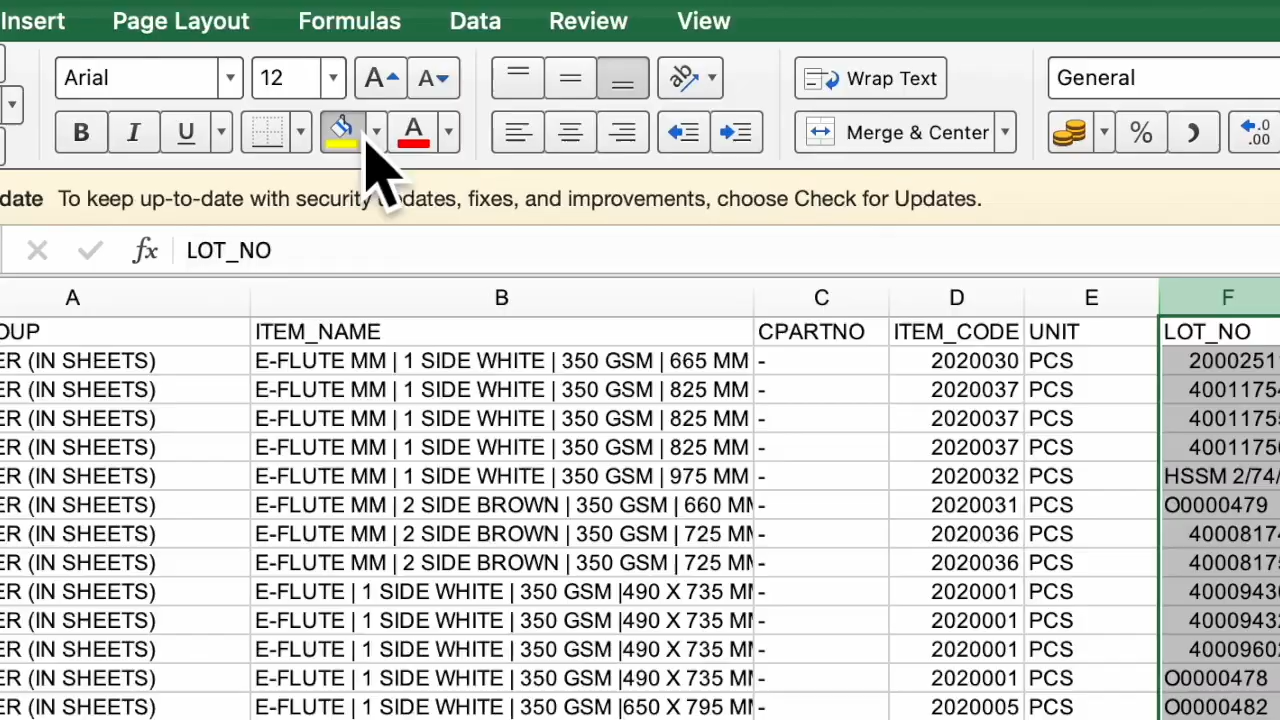 Insert Page Layout Formulas Data Review View
Arial 12 A A ab Wrap Text General
B I U A Merge & Center % .0 .00
date To keep up-to-date with security updates, fixes, and improvements, choose Check for Updates.
fx LOT_NO
A B C D E F
OUP ITEM_NAME CPARTNO ITEM_CODE UNIT LOT_NO
ER (IN SHEETS) E-FLUTE MM | 1 SIDE WHITE | 350 GSM | 665 MM - 2020030 PCS 2000251
ER (IN SHEETS) E-FLUTE MM | 1 SIDE WHITE | 350 GSM | 825 MM - 2020037 PCS 4001175
ER (IN SHEETS) E-FLUTE MM | 1 SIDE WHITE | 350 GSM | 825 MM - 2020037 PCS 4001175
ER (IN SHEETS) E-FLUTE MM | 1 SIDE WHITE | 350 GSM | 825 MM - 2020037 PCS 4001175
ER (IN SHEETS) E-FLUTE MM | 1 SIDE WHITE | 350 GSM | 975 MM - 2020032 PCS HSSM 2/74/
ER (IN SHEETS) E-FLUTE MM | 2 SIDE BROWN | 350 GSM | 660 MM - 2020031 PCS O0000479
ER (IN SHEETS) E-FLUTE MM | 2 SIDE BROWN | 350 GSM | 725 MM - 2020036 PCS 4000817
ER (IN SHEETS) E-FLUTE MM | 2 SIDE BROWN | 350 GSM | 725 MM - 2020036 PCS 4000817
ER (IN SHEETS) E-FLUTE | 1 SIDE WHITE | 350 GSM |490 X 735 MM - 2020001 PCS 4000943
ER (IN SHEETS) E-FLUTE | 1 SIDE WHITE | 350 GSM |490 X 735 MM - 2020001 PCS 4000943
ER (IN SHEETS) E-FLUTE | 1 SIDE WHITE | 350 GSM |490 X 735 MM - 2020001 PCS 4000960
ER (IN SHEETS) E-FLUTE | 1 SIDE WHITE | 350 GSM |490 X 735 MM - 2020001 PCS O0000478
ER (IN SHEETS) E-FLUTE | 1 SIDE WHITE | 350 GSM |650 X 795 MM - 2020005 PCS O0000482